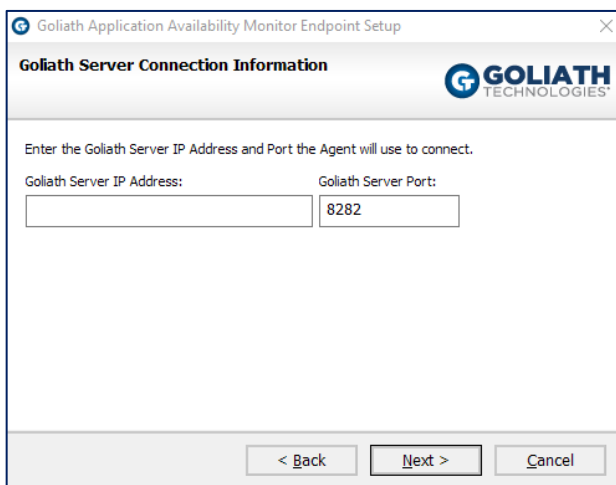 Goliath Application Availability Monitor Endpoint Setup
Goliath Server Connection Information
GOLIATH
TECHNOLOGIES
Enter the Goliath Server IP Address and Port the Agent will use to connect.
Goliath Server IP Address: Goliath Server Port:
8282
< Back Next > Cancel